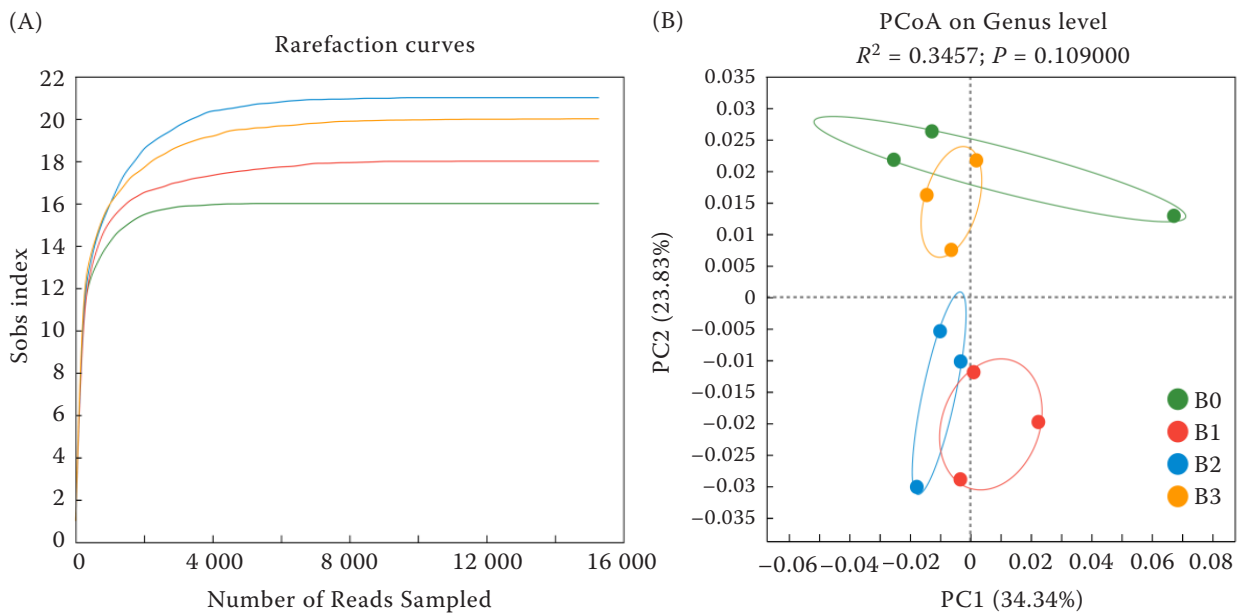 (A)
Rarefaction curves
Sobs index
22
20
18
16
14
12
10
8
6
4
2
0
0 4 000 8 000 12 000 16 000
Number of Reads Sampled
(B)
PCoA on Genus level
R² = 0.3457; P = 0.109000
PC2 (23.83%)
0.035
0.03
0.025
0.02
0.015
0.01
0.005
0
−0.005
−0.01
−0.015
−0.02
−0.025
−0.03
−0.035
−0.06 −0.04 −0.02 0 0.02 0.04 0.06 0.08
PC1 (34.34%)
B0
B1
B2
B3